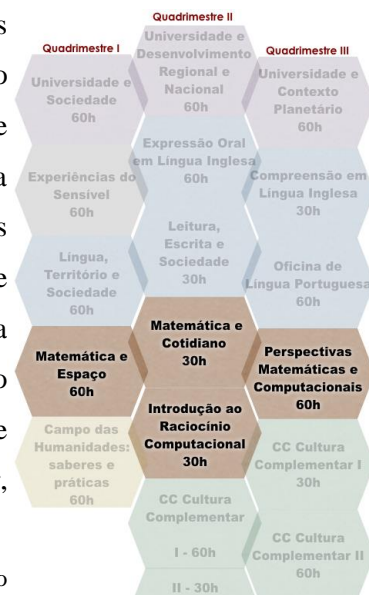 Quadrimestre I
Universidade e
Sociedade
60h
Experiências do
Sensível
60h
Língua,
Território e
Sociedade
60h
Matemática e
Espaço
60h
Campo das
Humanidades:
saberes e
práticas
60h
Quadrimestre II
Universidade e
Desenvolvimento
Regional e
Nacional
60h
Expressão Oral
em Língua Inglesa
60h
Leitura,
Escrita e
Sociedade
30h
Matemática e
Cotidiano
30h
Introdução ao
Raciocínio
Computacional
30h
CC Cultura
Complementar
I - 60h
II - 30h
Quadrimestre III
Universidade e
Contexto
Planetário
60h
Compreensão em
Língua Inglesa
30h
Oficina de
Língua Portuguesa
60h
Perspectivas
Matemáticas e
Computacionais
60h
CC Cultura
Complementar I
30h
CC Cultura
Complementar II
60h